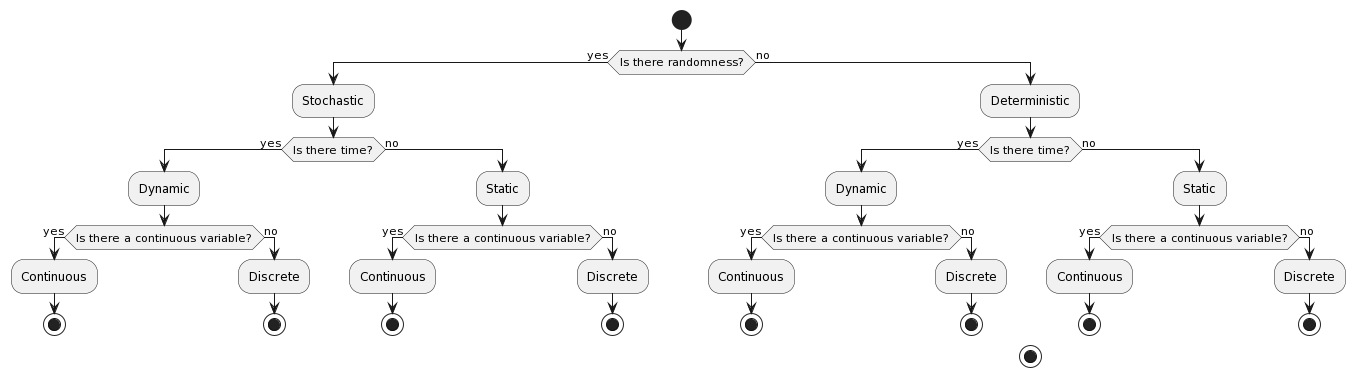 yes Is there randomness? no
Stochastic Deterministic
yes Is there time? no yes Is there time? no
Dynamic Static Dynamic Static
yes Is there a continuous variable? no yes Is there a continuous variable? no yes Is there a continuous variable? no yes Is there a continuous variable? no
Continuous Discrete Continuous Discrete Continuous Discrete Continuous Discrete